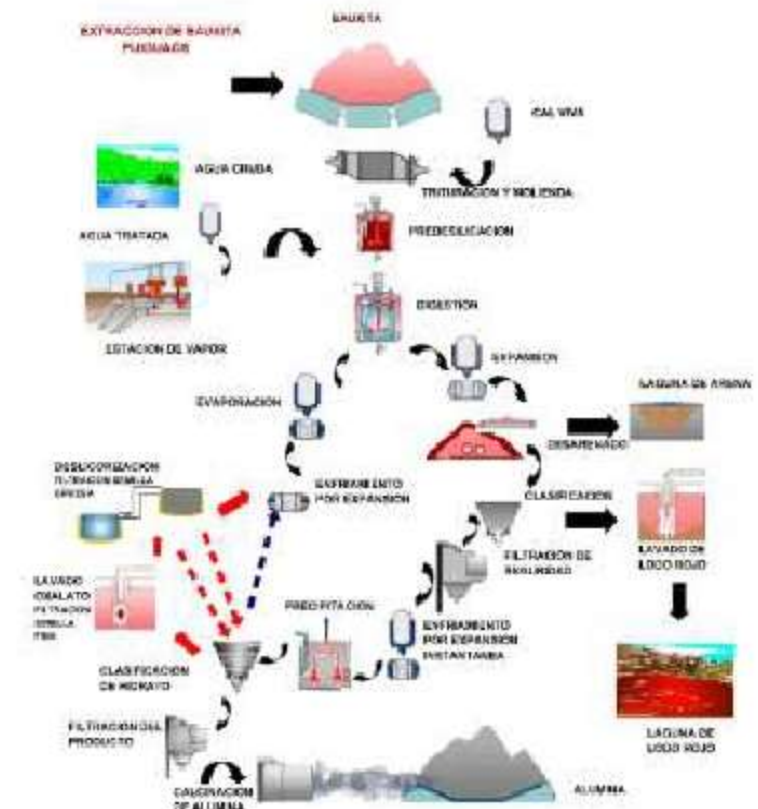 EXTRACCION DE BAUXITA
BAUXITA
CAL VIVA
AGUA CRUDA
TRITURACION Y MOLIENDA
AGUA TRATADA
PREDESILICACION
DIGESTION
ESTACION DE VAPOR
EXPANSION
EVAPORACION
LAGUNA DE ARENA
DESARENADO
ENFRIAMIENTO
POR EXPANSION
CLASIFICACION
FILTRACION DE
SEGURIDAD
LAVADO DE
LODO ROJO
LAVADO
OXALATO
PRECIPITACION
ENFRIAMIENTO
POR EXPANSION
INSTANTANEA
CLASIFICACION
DE HIDRATO
FILTRACION DEL
PRODUCTO
LAGUNA DE
LODO ROJO
CALCINACION
DE ALUMINA
ALUMINA